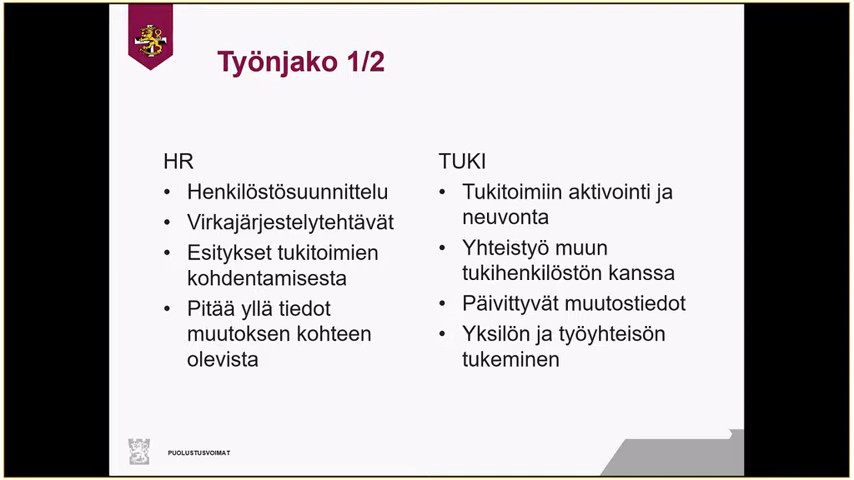 Työnjako 1/2
HR
• Henkilöstösuunnittelu
• Virkajärjestelytehtävät
• Esitykset tukitoimien
kohdentamisesta
• Pitää yllä tiedot
muutoksen kohteen
olevista
TUKI
• Tukitoimiin aktivointi ja
neuvonta
• Yhteistyö muun
tukihenkilöstön kanssa
• Päivittyvät muutostiedot
• Yksilön ja työyhteisön
tukeminen
PUOLUSTUSVOIMAT